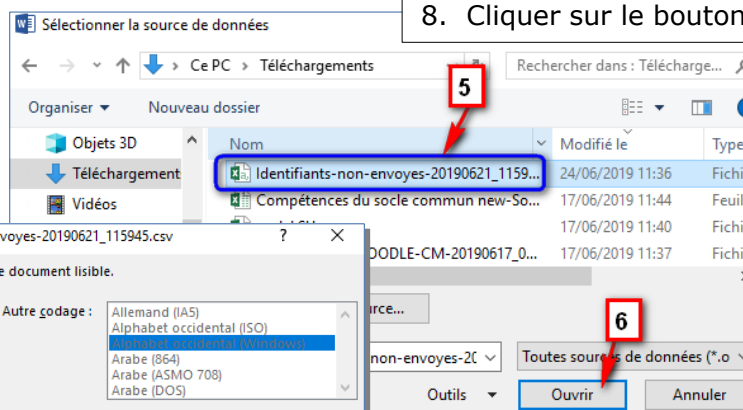 Sélectionner la source de données
8. Cliquer sur le bouton
Ce PC > Téléchargements
Rechercher dans : Télécharge...
5
Organiser
Nouveau dossier
Objets 3D
Nom
Modifié le
Type
Téléchargement
Identifiants-non-envoyes-20190621_1159...
24/06/2019 11:36
Fichi
Vidéos
Compétences du socle commun new-So...
17/06/2019 11:44
Feuil
17/06/2019 11:40
Fichi
voyes-20190621_115945.csv
? X
OODLE-CM-20190617_0...
17/06/2019 11:37
Fichi
e document lisible.
Autre codage :
Allemand (IA5)
Alphabet occidental (ISO)
Alphabet occidental (Windows)
Arabe (864)
Arabe (ASMO 708)
Arabe (DOS)
urce...
6
non-envoyes-2
Toutes sources de données (*.o
Outils
Ouvrir
Annuler